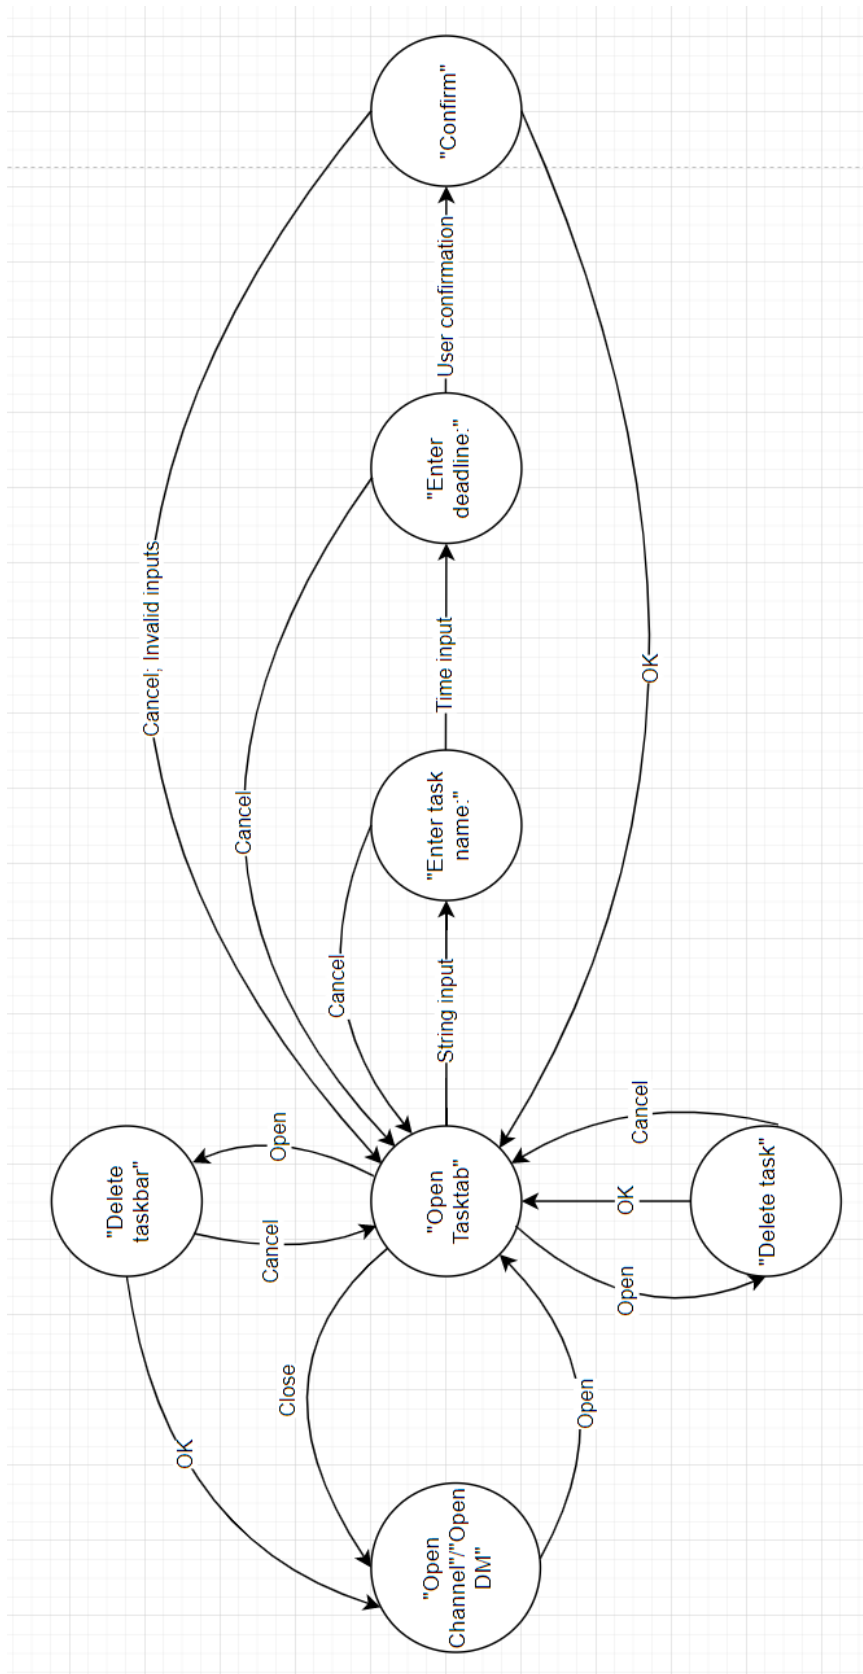 "Delete
taskbar"
OK
Cancel
Open
Cancel; Invalid inputs
Close
Cancel
Cancel
"Open
Channel"/"Open
DM"
"Open
Tasktab"
String input
"Enter task
name:"
Time input
"Enter
deadline:"
User confirmation
"Confirm"
Open
Open
OK
Cancel
OK
"Delete task"